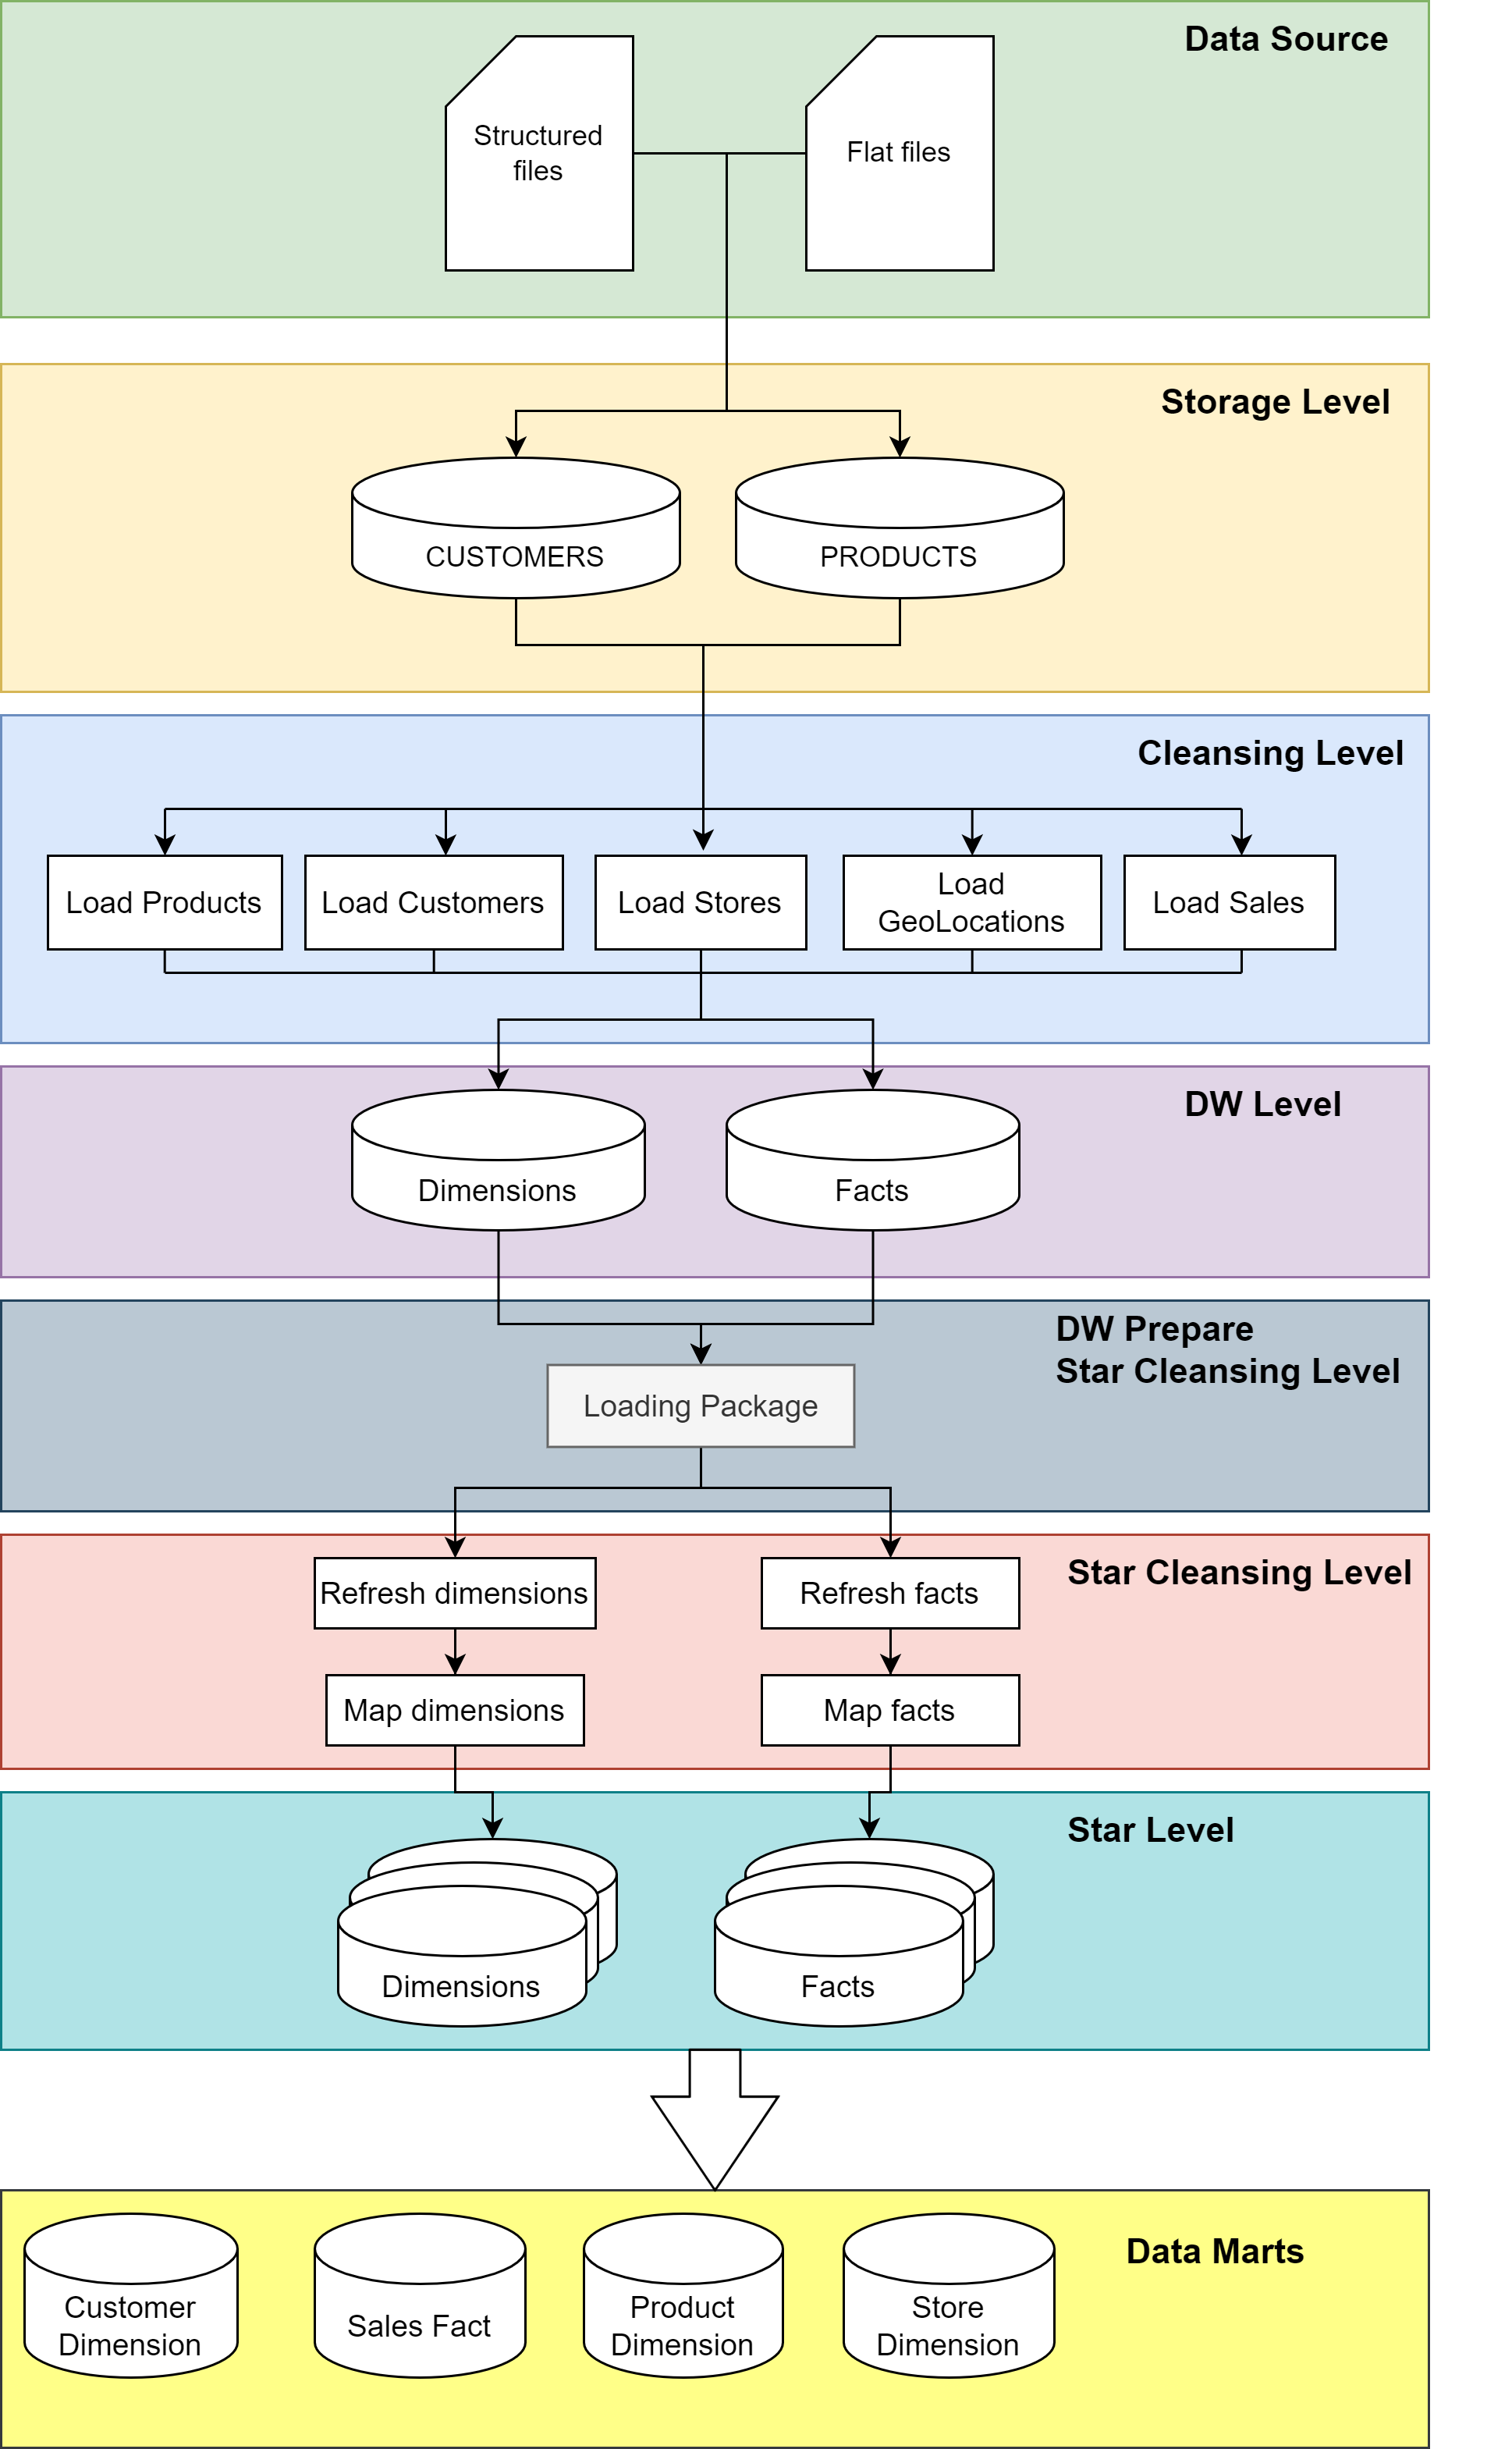 Data Source
Structured
files
Flat files
Storage Level
CUSTOMERS
PRODUCTS
Cleansing Level
Load Products
Load Customers
Load Stores
Load
GeoLocations
Load Sales
DW Level
Dimensions
Facts
DW Prepare
Star Cleansing Level
Loading Package
Star Cleansing Level
Refresh dimensions
Refresh facts
Map dimensions
Map facts
Star Level
Dimensions
Facts
Data Marts
Customer
Dimension
Sales Fact
Product
Dimension
Store
Dimension